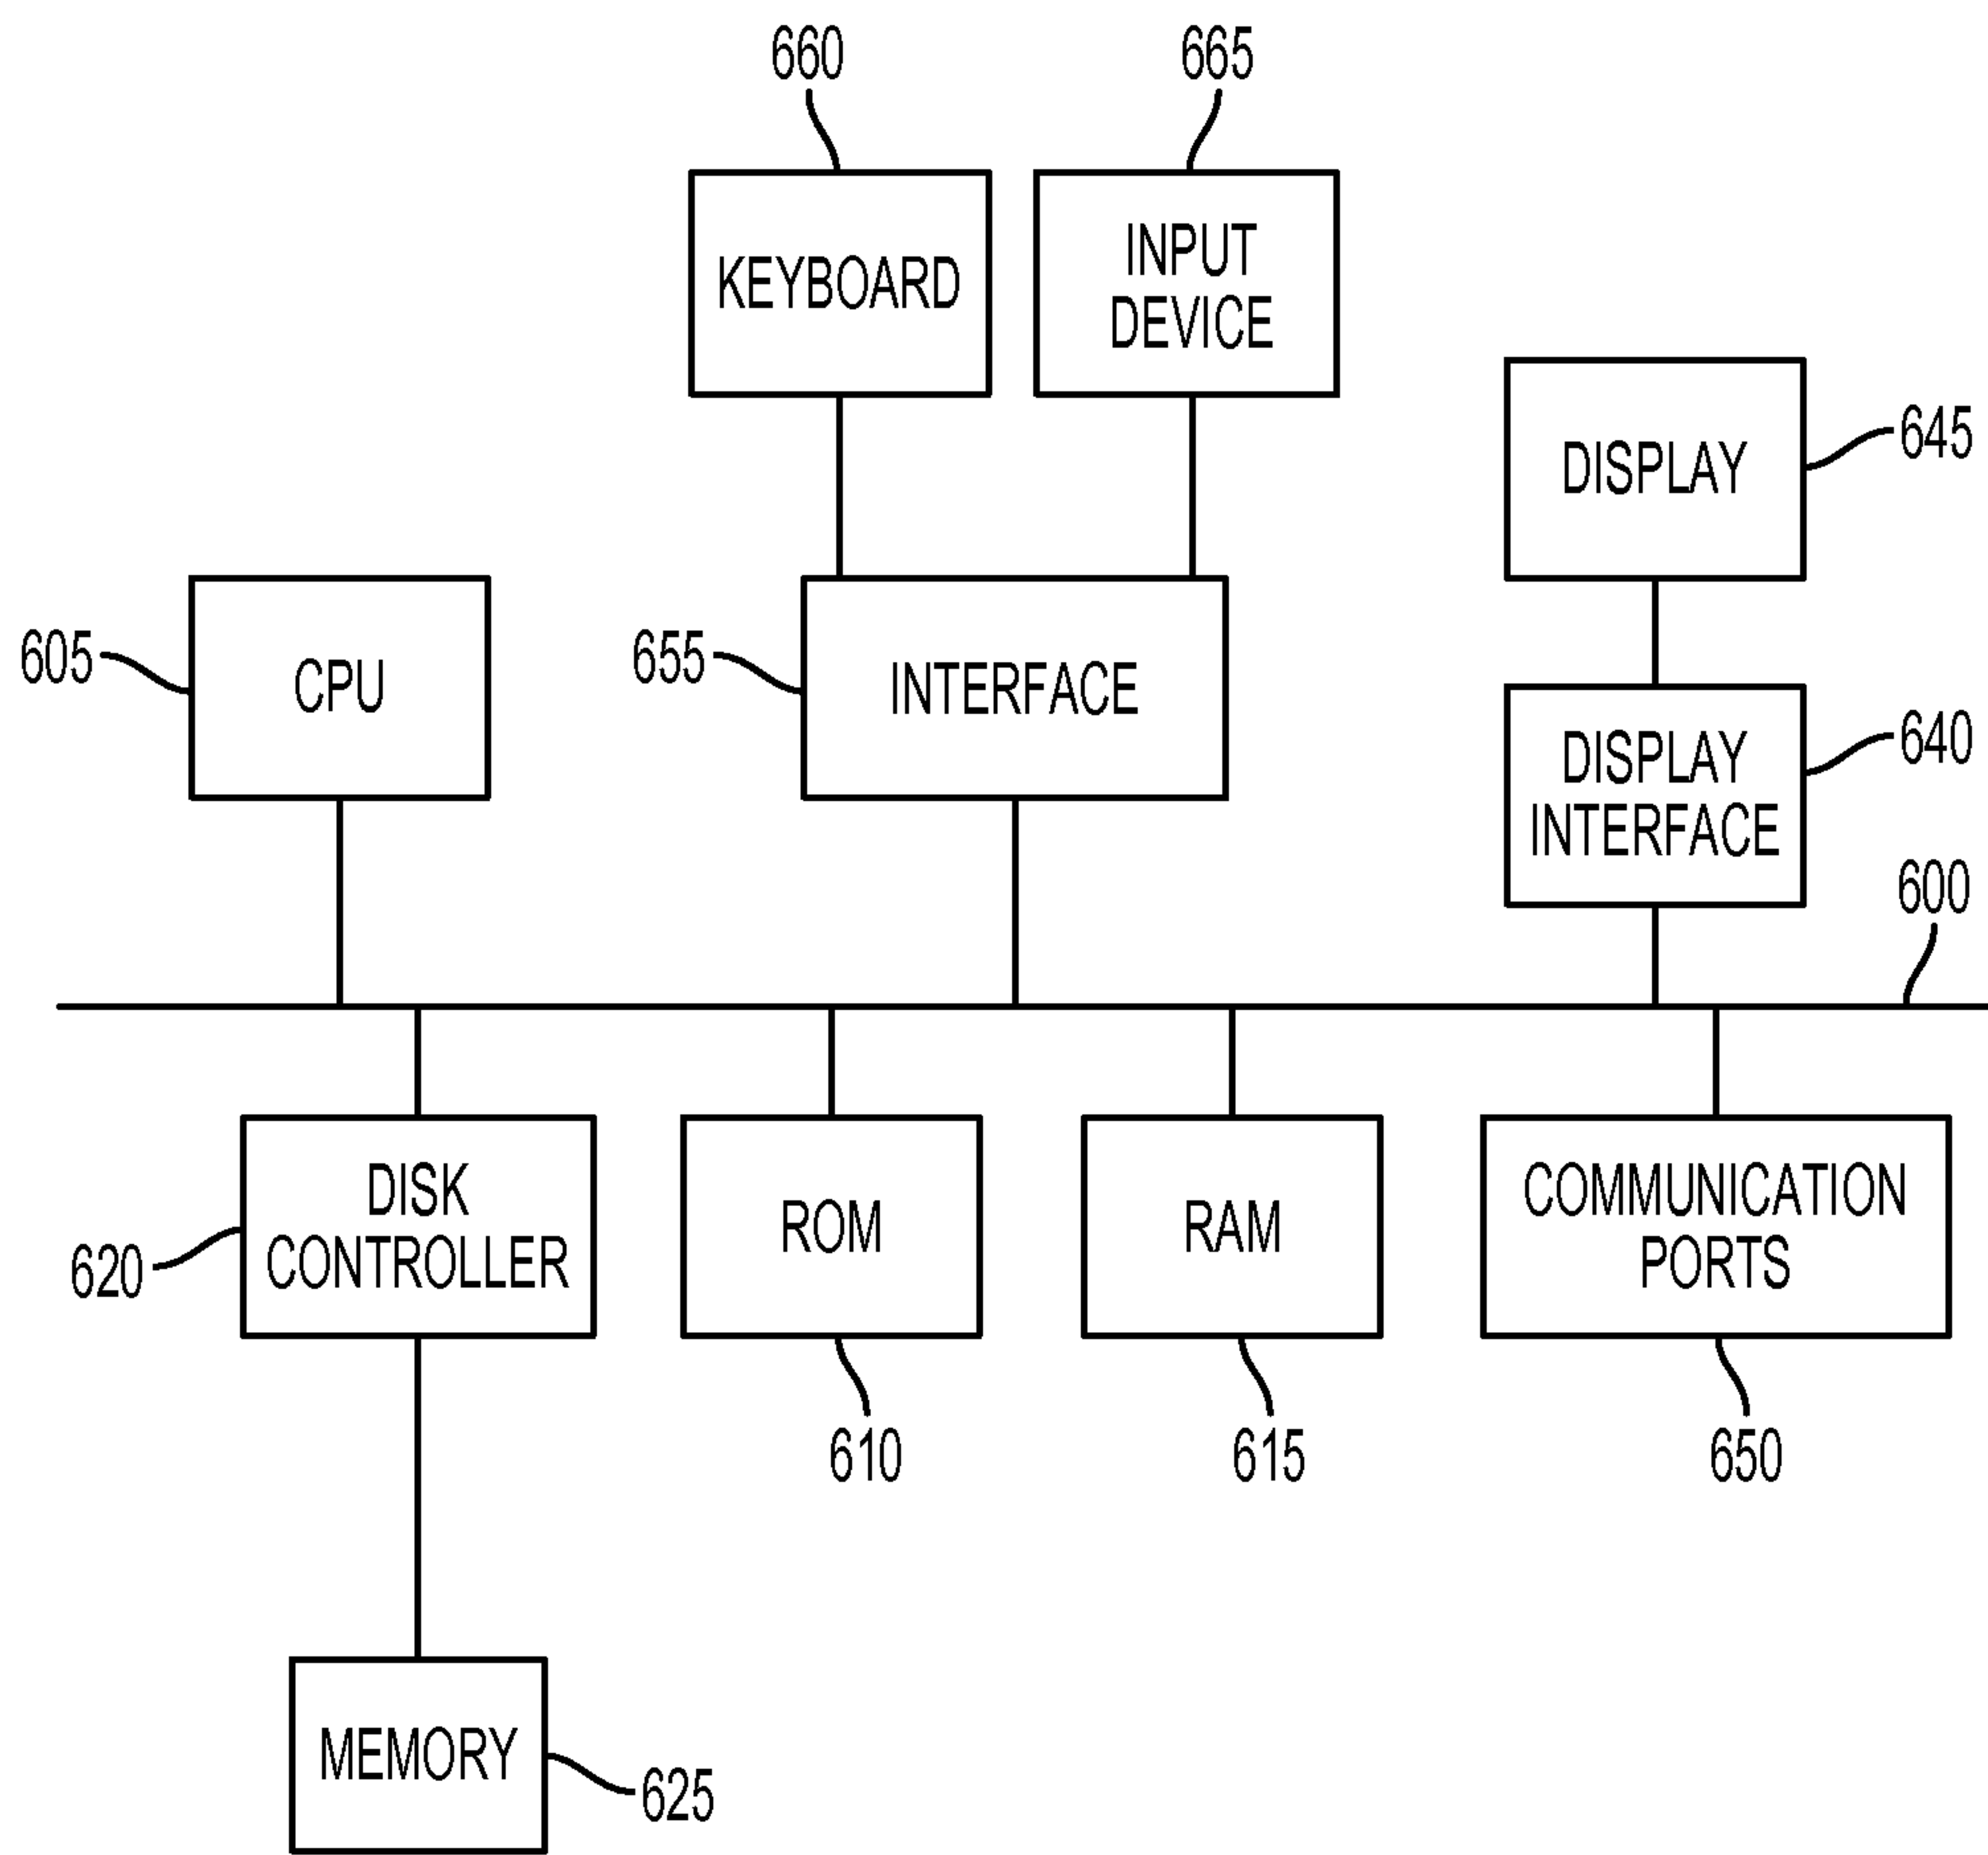 660
665
KEYBOARD
INPUT
DEVICE
DISPLAY
645
605
CPU
655
INTERFACE
DISPLAY
INTERFACE
640
600
DISK
CONTROLLER
620
ROM
RAM
COMMUNICATION
PORTS
610
615
650
MEMORY
625